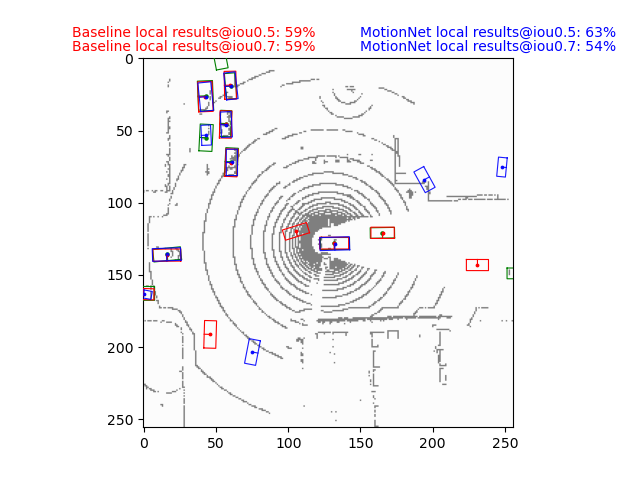 Baseline local results@iou0.5: 59% MotionNet local results@iou0.5: 63%
Baseline local results@iou0.7: 59% MotionNet local results@iou0.7: 54%
0
50
100
150
200
250
0 50 100 150 200 250